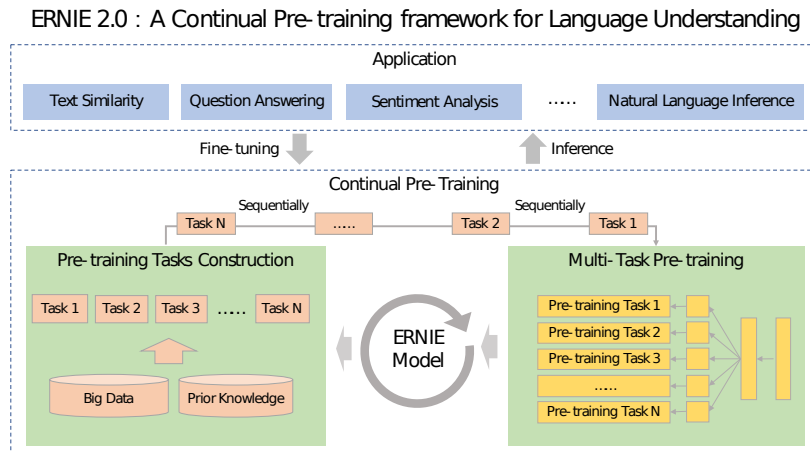 ERNIE 2.0 : A Continual Pre-training framework for Language Understanding
Application
Text Similarity
Question Answering
Sentiment Analysis
......
Natural Language Inference
Fine-tuning
Inference
Continual Pre-Training
Sequentially
Sequentially
Task N
......
Task 2
Task 1
Pre-training Tasks Construction
Task 1
Task 2
Task 3
......
Task N
Big Data
Prior Knowledge
ERNIE
Model
Multi-Task Pre-training
Pre-training Task 1
Pre-training Task 2
Pre-training Task 3
......
Pre-training Task N